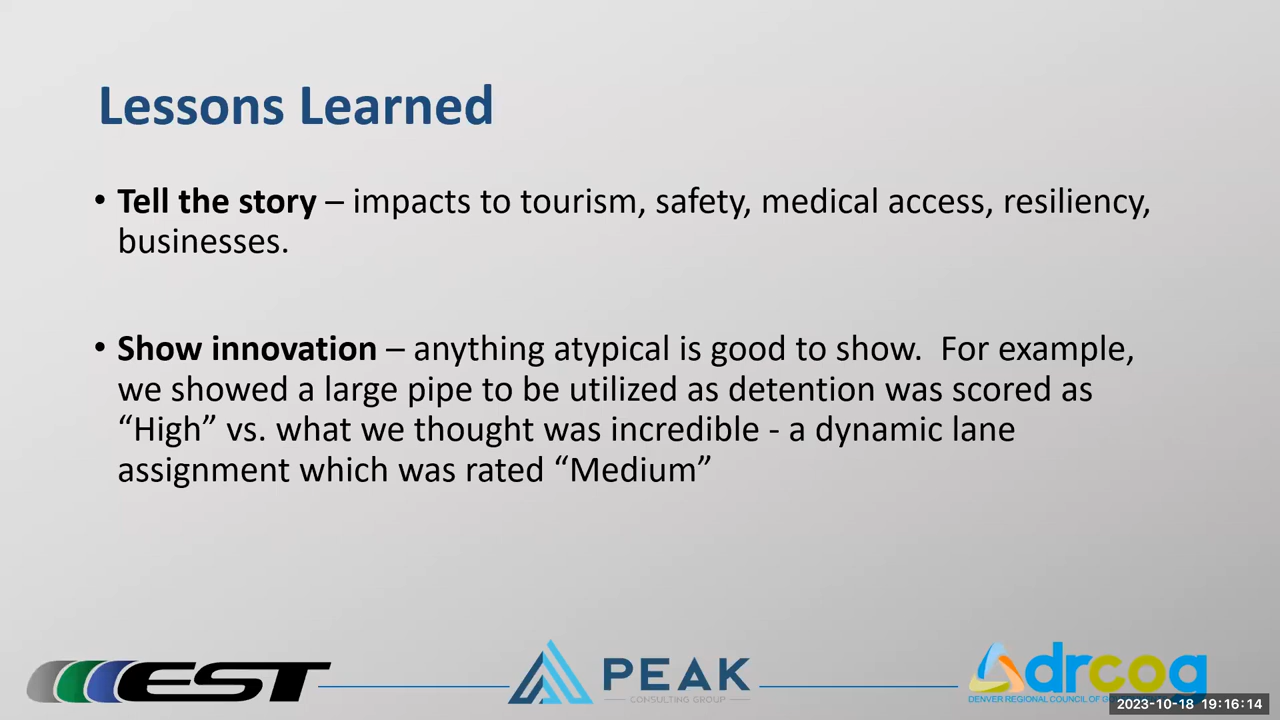 Lessons Learned
• Tell the story – impacts to tourism, safety, medical access, resiliency,
businesses.
• Show innovation – anything atypical is good to show.  For example,
we showed a large pipe to be utilized as detention was scored as
“High” vs. what we thought was incredible - a dynamic lane
assignment which was rated “Medium”
EST
PEAK
CONSULTING GROUP
drcog
DENVER REGIONAL COUNCIL OF
2023-10-18 19:16:14